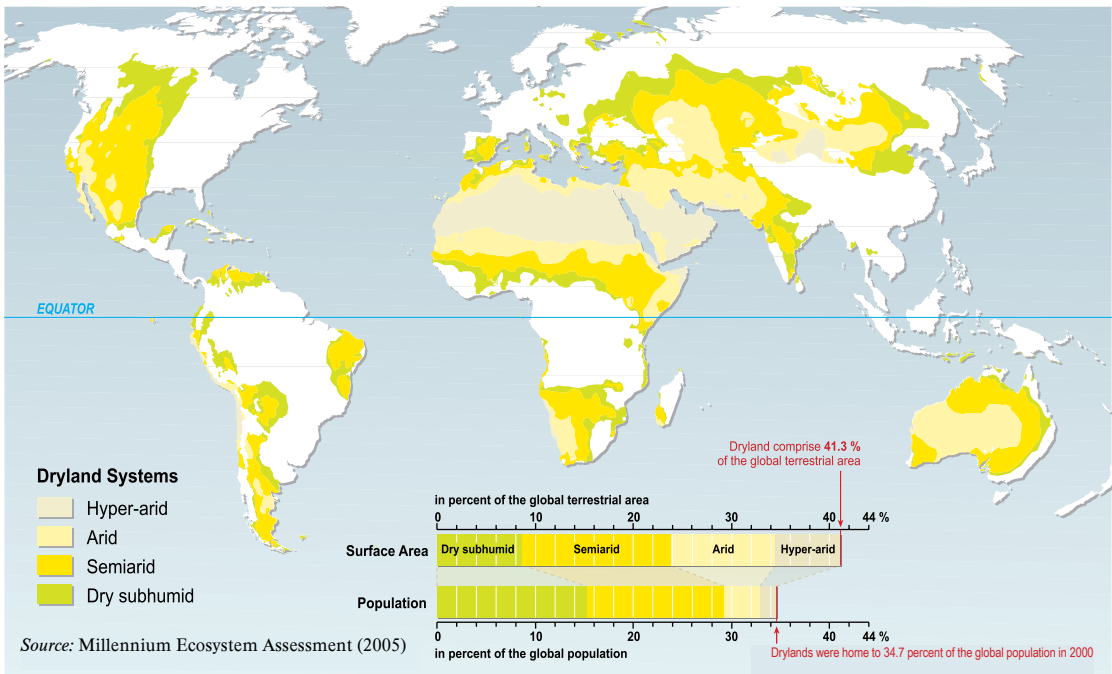 EQUATOR
Dryland comprise 41.3 %
of the global terrestrial area
Dryland Systems
Hyper-arid
Arid
Semiarid
Dry subhumid
in percent of the global terrestrial area
0 10 20 30 40 44 %
Surface Area Dry subhumid Semiarid Arid Hyper-arid
Population
0 10 20 30 40 44 %
Source: Millennium Ecosystem Assessment (2005)
in percent of the global population
Drylands were home to 34.7 percent of the global population in 2000